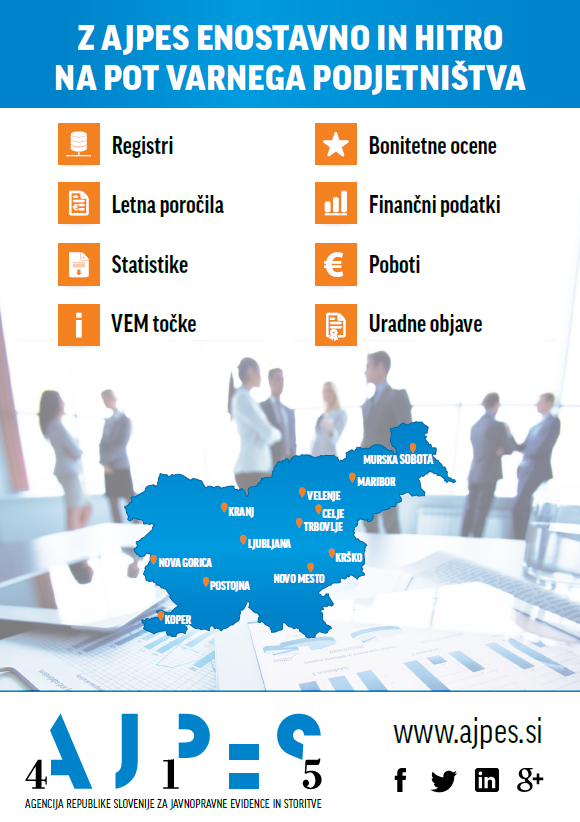 Z AJPES ENOSTAVNO IN HITRO
NA POT VARNEGA PODJETNIŠTVA
Registri
Bonitetne ocene
Letna poročila
Finančni podatki
Statistike
Poboti
VEM točke
Uradne objave
MURSKA SOBOTA
MARIBOR
VELENJE
CELJE
KRANJ
TRBOVLJE
LJUBLJANA
KRŠKO
NOVA GORICA
NOVO MESTO
POSTOJNA
KOPER
AJPES
4 1 5
AGENCIJA REPUBLIKE SLOVENIJE ZA JAVNOPRAVNE EVIDENCE IN STORITVE
www.ajpes.si